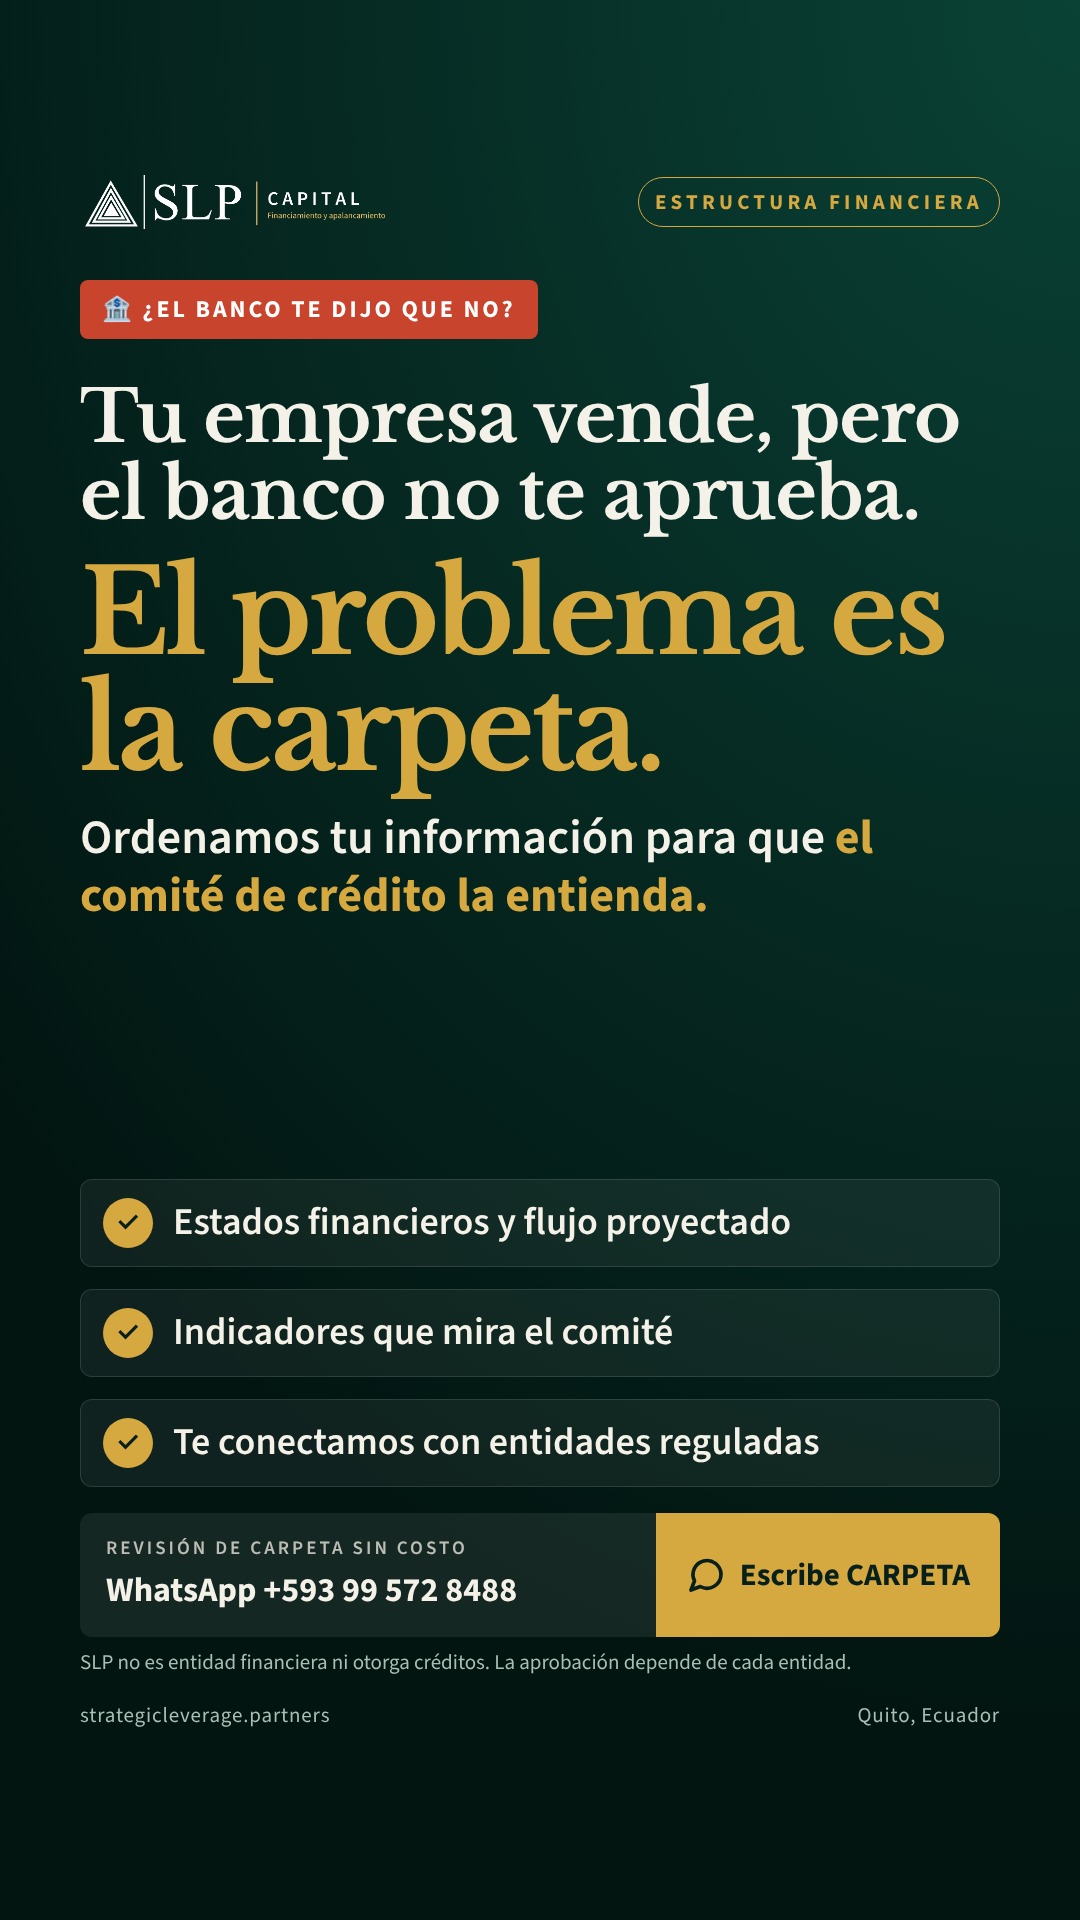 SLP
CAPITAL
Financiamiento y apalancamiento
ESTRUCTURA FINANCIERA
¿EL BANCO TE DIJO QUE NO?
Tu empresa vende, pero
el banco no te aprueba.
El problema es
la carpeta.
Ordenamos tu información para que el
comité de crédito la entienda.
Estados financieros y flujo proyectado
Indicadores que mira el comité
Te conectamos con entidades reguladas
REVISIÓN DE CARPETA SIN COSTO
WhatsApp +593 99 572 8488
Escribe CARPETA
SLP no es entidad financiera ni otorga créditos. La aprobación depende de cada entidad.
strategicleverage.partners
Quito, Ecuador